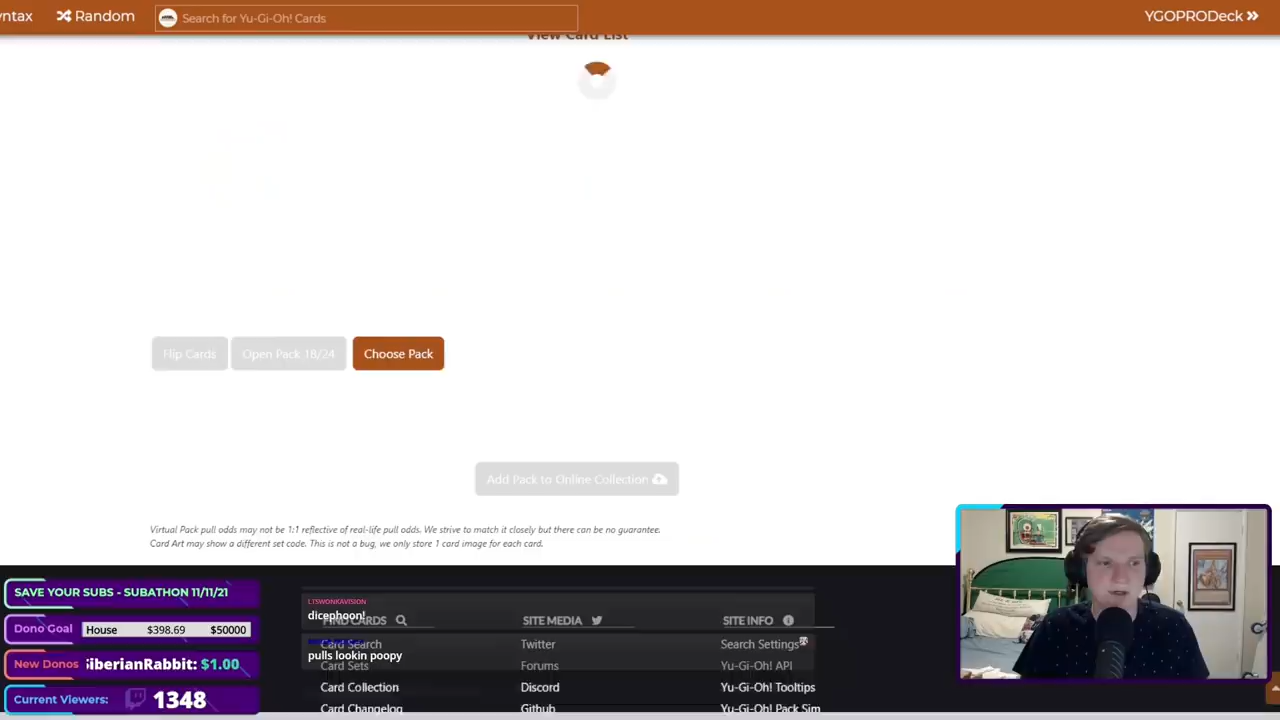 ntax
Random
Search for Yu-Gi-Oh! Cards
YGOPRODeck
View Card List
Flip Cards
Open Pack 18/24
Choose Pack
Add Pack to Online Collection
Virtual Pack pull odds may not be 1:1 reflective of real-life pull odds. We strive to match it closely but there can be no guarantee.
Card Art may show a different set code. This is not a bug, we only store 1 card image for each card.
SAVE YOUR SUBS - SUBATHON 11/11/21
Dono Goal
House $398.69 $50000
New Donos
iberianRabbit: $1.00
Current Viewers:
1348
LTSWONKAVISION
dicephoon!
pulls lookin poopy
FIND CARDS
Card Search
Card Sets
Card Collection
Card Changelog
SITE MEDIA
Twitter
Forums
Discord
Github
SITE INFO
Search Settings
Yu-Gi-Oh! API
Yu-Gi-Oh! Tooltips
Yu-Gi-Oh! Pack Sim